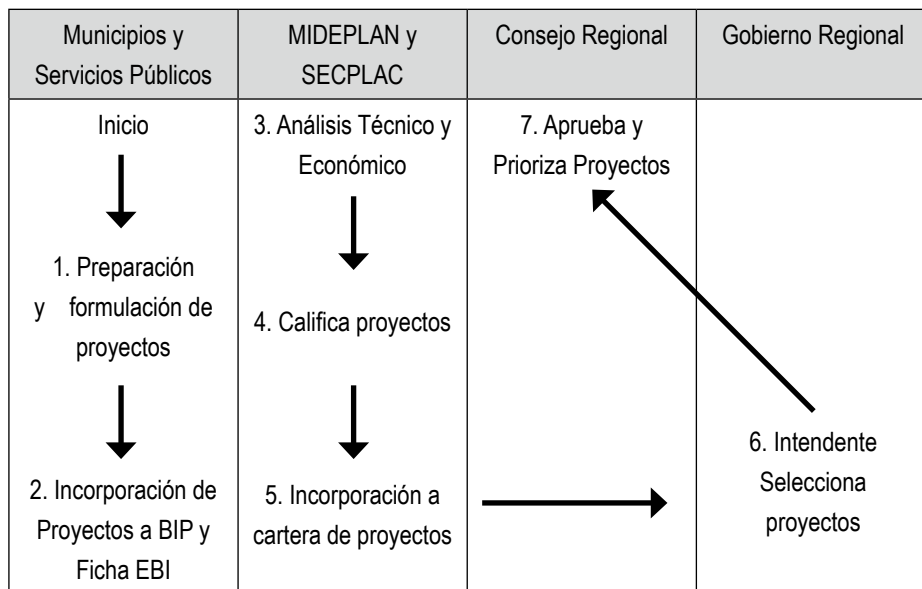 Municipios y
Servicios Públicos
MIDEPLAN y
SECPLAC
Consejo Regional
Gobierno Regional
Inicio
1. Preparación
y formulación de
proyectos
2. Incorporación de
Proyectos a BIP y
Ficha EBI
3. Análisis Técnico y
Económico
4. Califica proyectos
5. Incorporación a
cartera de proyectos
7. Aprueba y
Prioriza Proyectos
6. Intendente
Selecciona
proyectos